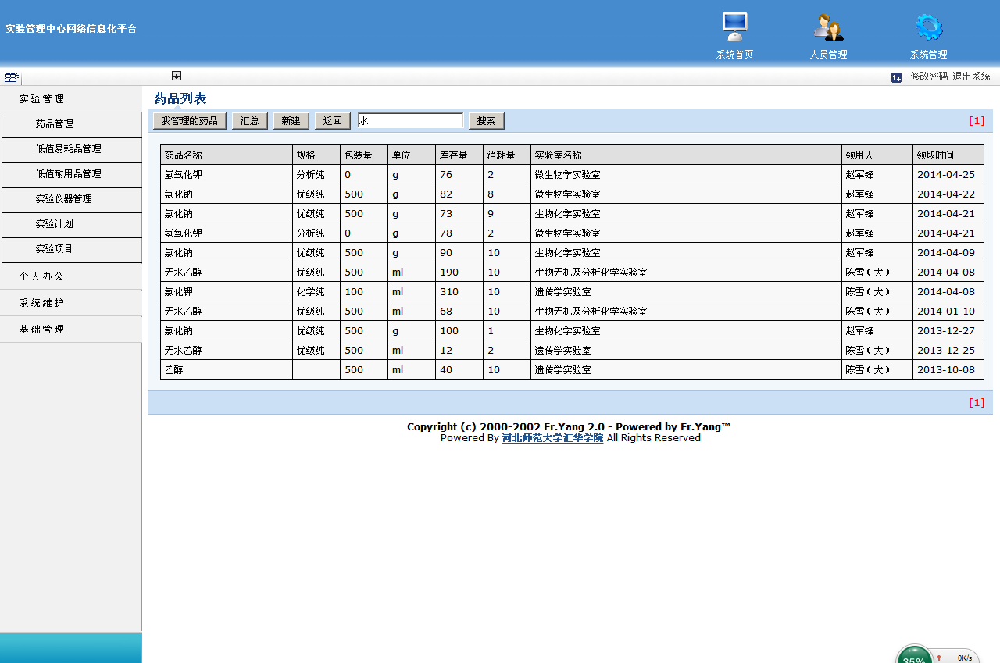 实验管理中心网络信息化平台
系统首页 人员管理 系统管理
修改密码 退出系统
实验管理
药品管理
低值易耗品管理
低值耐用品管理
实验仪器管理
实验计划
实验项目
个人办公
系统维护
基础管理
药品列表
我管理的药品 汇总 新建 返回 水 搜索 [1]
药品名称 规格 包装量 单位 库存量 消耗量 实验室名称 领用人 领取时间
氢氧化钾 分析纯 0 g 76 2 微生物学实验室 赵军锋 2014-04-25
氯化钠 优级纯 500 g 82 8 微生物学实验室 赵军锋 2014-04-22
氯化钠 优级纯 500 g 73 9 生物化学实验室 赵军锋 2014-04-21
氢氧化钾 分析纯 0 g 78 2 微生物学实验室 赵军锋 2014-04-21
氯化钠 优级纯 500 g 90 10 生物化学实验室 赵军锋 2014-04-09
无水乙醇 优级纯 500 ml 190 10 生物无机及分析化学实验室 陈雪(大) 2014-04-08
氯化钾 化学纯 100 ml 310 10 遗传学实验室 陈雪(大) 2014-04-08
无水乙醇 优级纯 500 ml 68 10 生物无机及分析化学实验室 陈雪(大) 2014-01-10
氯化钠 优级纯 500 g 100 1 生物化学实验室 赵军锋 2013-12-27
无水乙醇 优级纯 500 ml 12 2 遗传学实验室 陈雪(大) 2013-12-25
乙醇 500 ml 40 10 遗传学实验室 陈雪(大) 2013-10-08
[1]
Copyright (c) 2000-2002 Fr.Yang 2.0 - Powered by Fr.Yang™
Powered By 河北师范大学汇华学院 All Rights Reserved
35% 0K/s